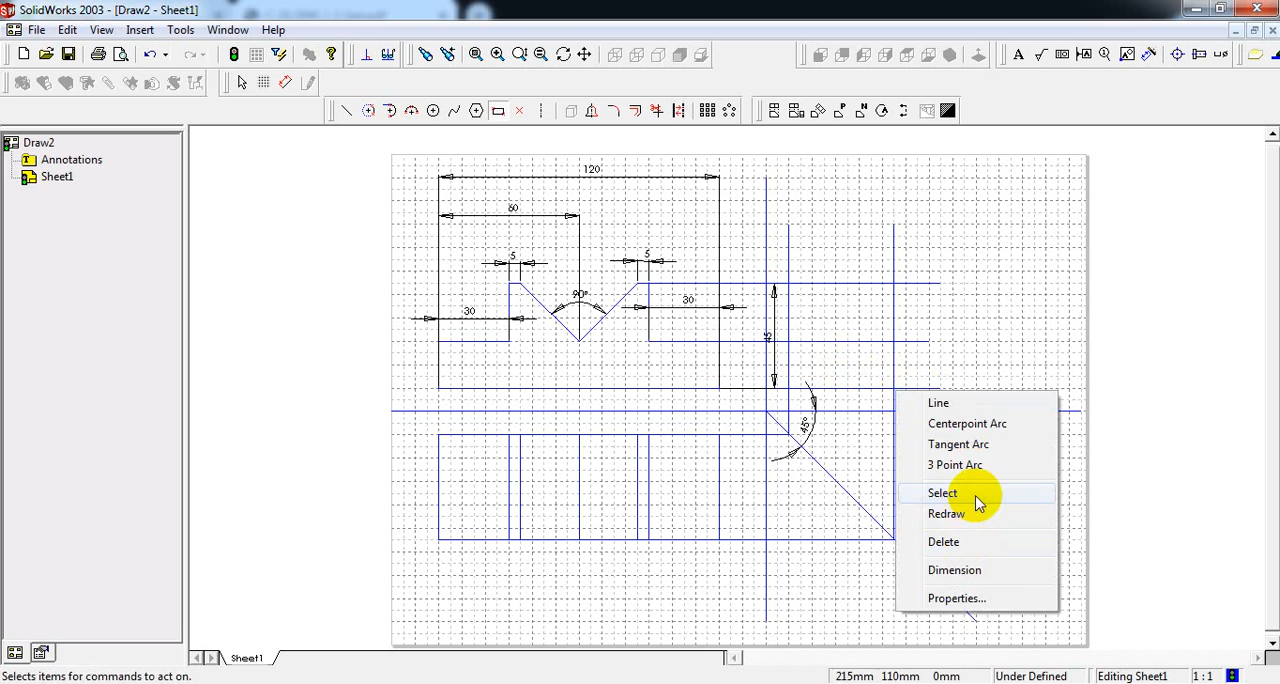 SolidWorks 2003 - [Draw2 - Sheet1]
File Edit View Insert Tools Window Help
Draw2
Annotations
Sheet1
120
60
5
5
90°
30
30
45
45°
Line
Centerpoint Arc
Tangent Arc
3 Point Arc
Select
Redraw
Delete
Dimension
Properties...
Sheet1
Selects items for commands to act on.
215mm 110mm 0mm Under Defined Editing Sheet1 1 : 1